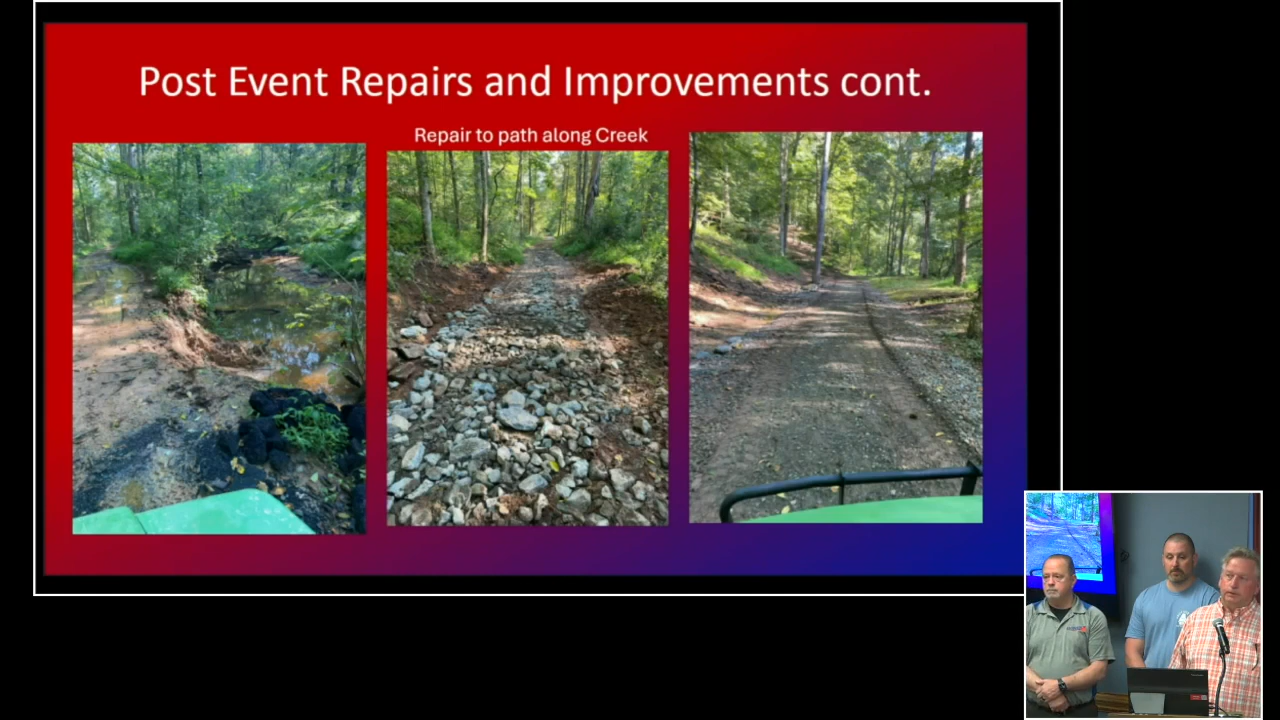 Post Event Repairs and Improvements cont.
Repair to path along Creek